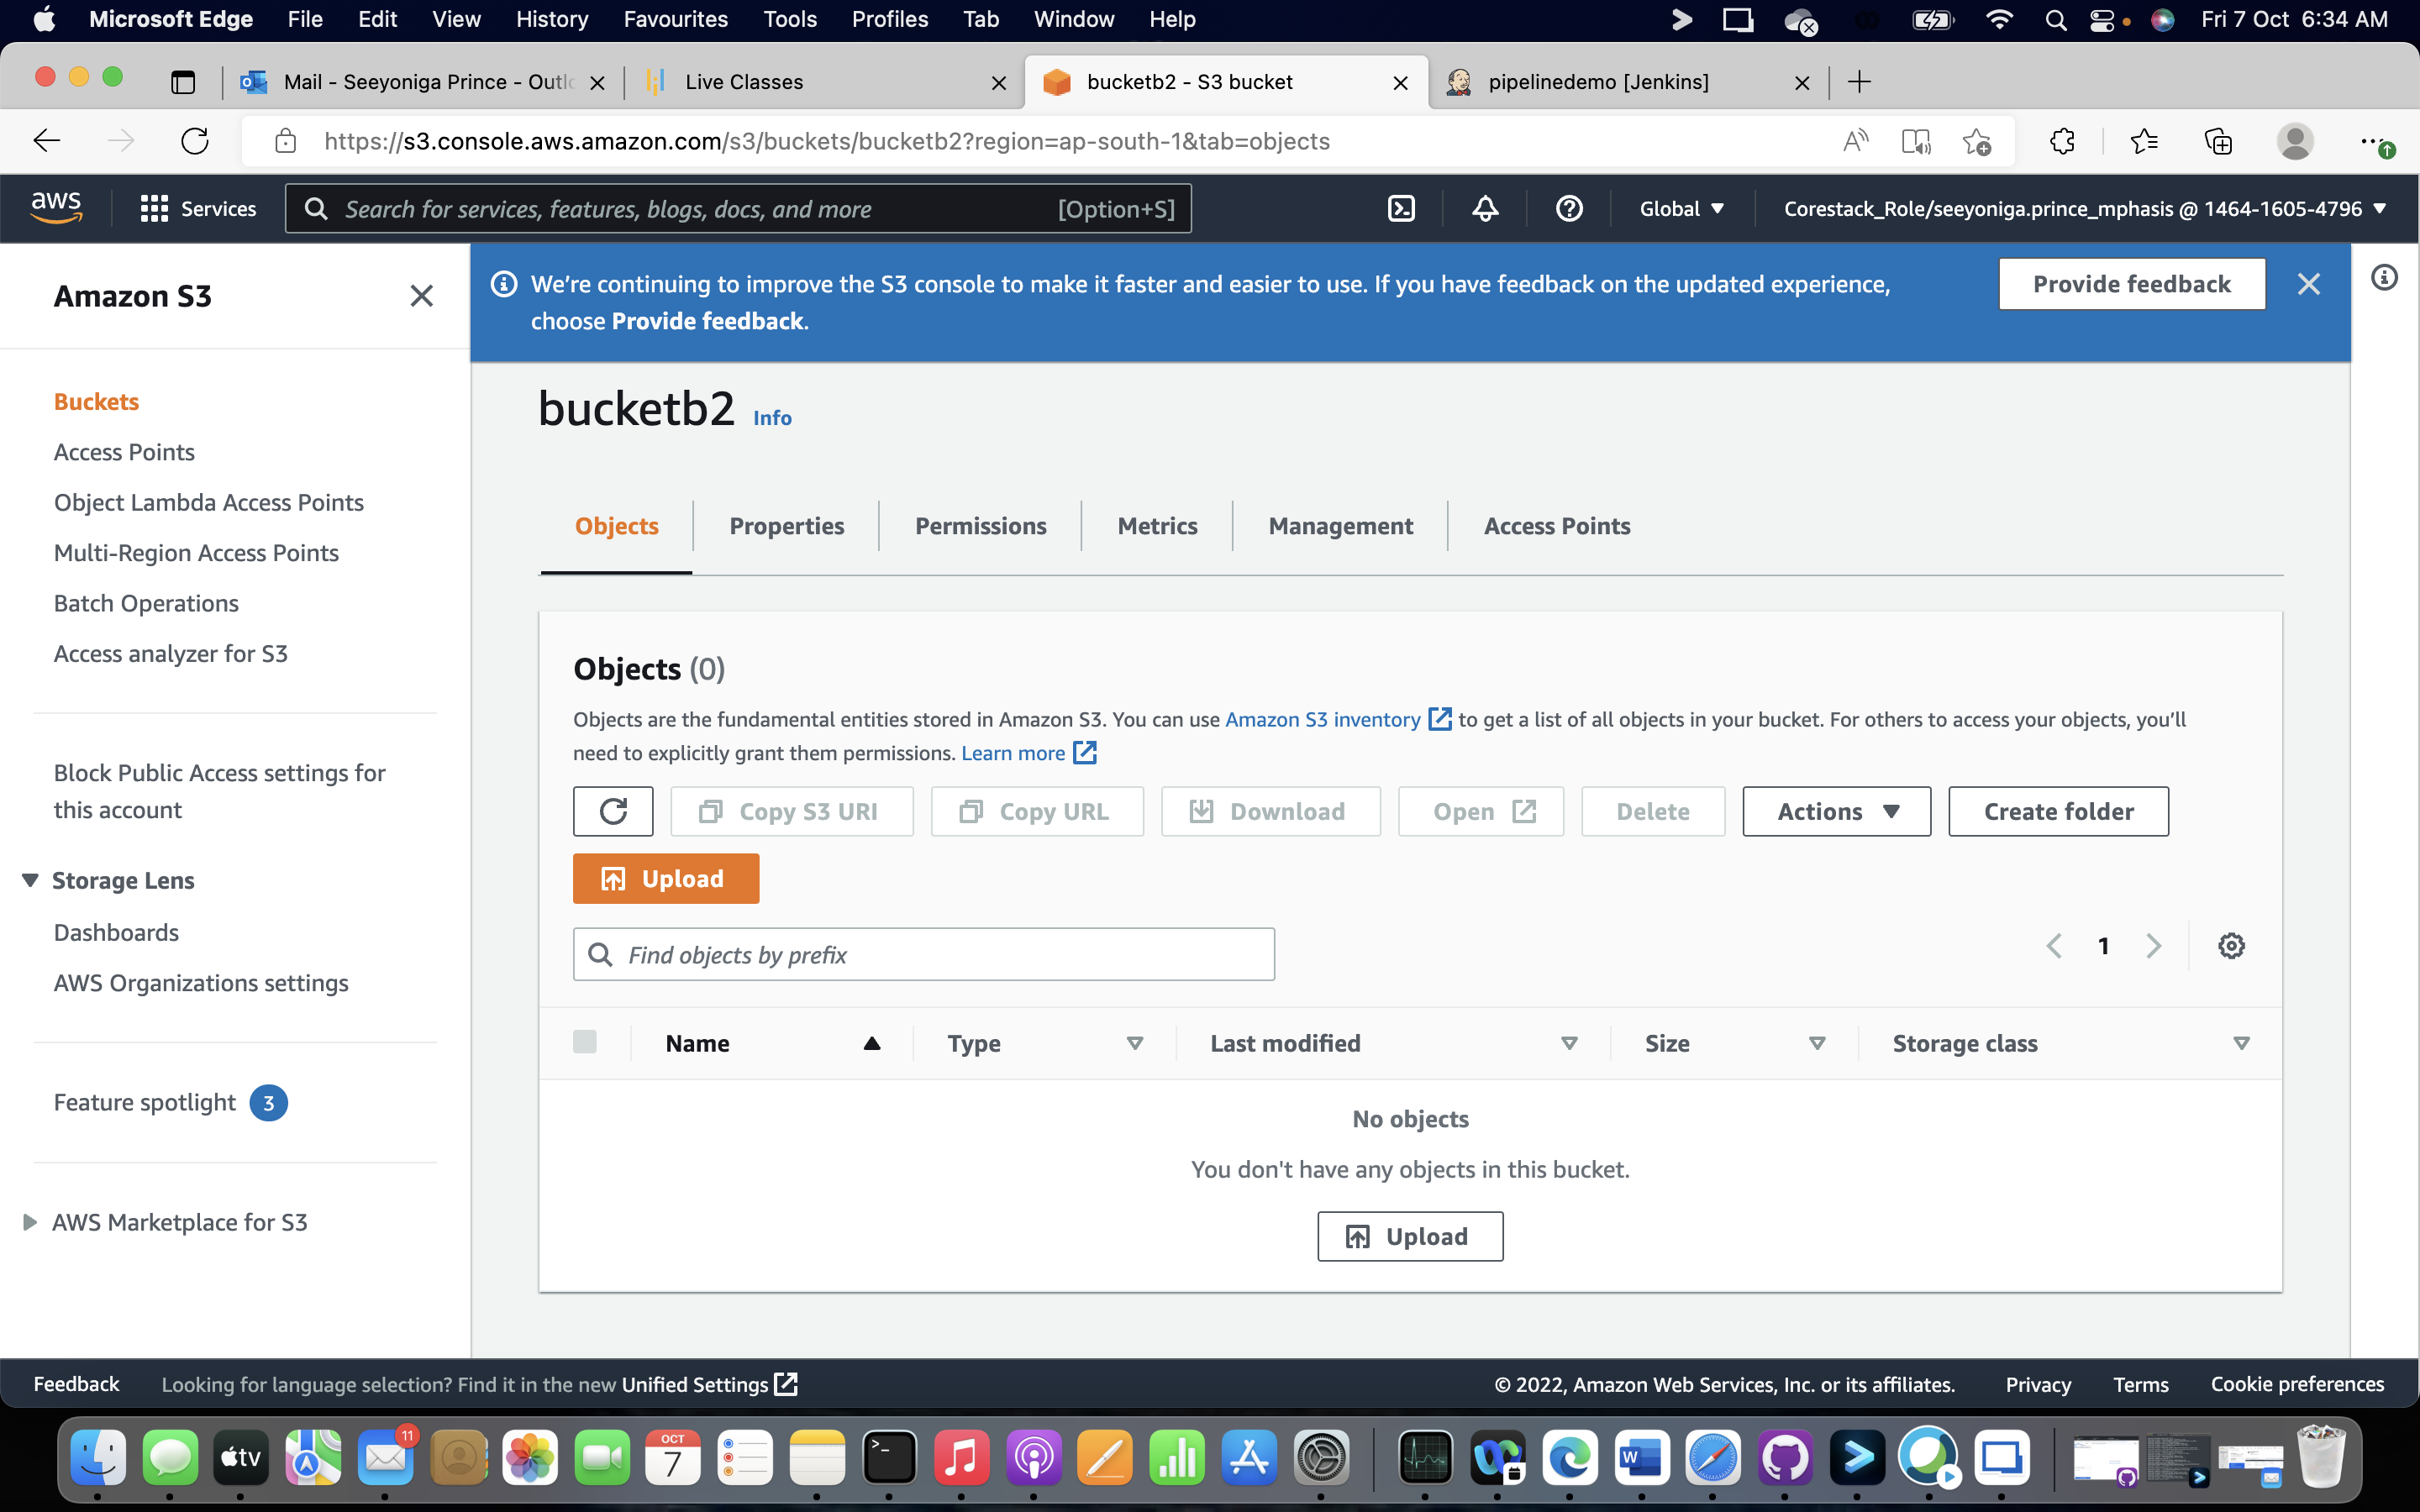 Microsoft Edge File Edit View History Favourites Tools Profiles Tab Window Help Fri 7 Oct 6:34 AM
Mail - Seeyoniga Prince - Outlo
Live Classes
bucketb2 - S3 bucket
pipelinedemo [Jenkins]
https://s3.console.aws.amazon.com/s3/buckets/bucketb2?region=ap-south-1&tab=objects
aws Services Search for services, features, blogs, docs, and more [Option+S] Global Corestack_Role/seeyoniga.prince_mphasis @ 1464-1605-4796
Amazon S3
Buckets
Access Points
Object Lambda Access Points
Multi-Region Access Points
Batch Operations
Access analyzer for S3
Block Public Access settings for
this account
Storage Lens
Dashboards
AWS Organizations settings
Feature spotlight 3
AWS Marketplace for S3
We're continuing to improve the S3 console to make it faster and easier to use. If you have feedback on the updated experience,
choose Provide feedback.
Provide feedback
bucketb2 Info
Objects Properties Permissions Metrics Management Access Points
Objects (0)
Objects are the fundamental entities stored in Amazon S3. You can use Amazon S3 inventory to get a list of all objects in your bucket. For others to access your objects, you'll
need to explicitly grant them permissions. Learn more
Copy S3 URI Copy URL Download Open Delete Actions Create folder
Upload
Find objects by prefix
1
Name Type Last modified Size Storage class
No objects
You don't have any objects in this bucket.
Upload
Feedback Looking for language selection? Find it in the new Unified Settings © 2022, Amazon Web Services, Inc. or its affiliates. Privacy Terms Cookie preferences
tv
11
OCT
7